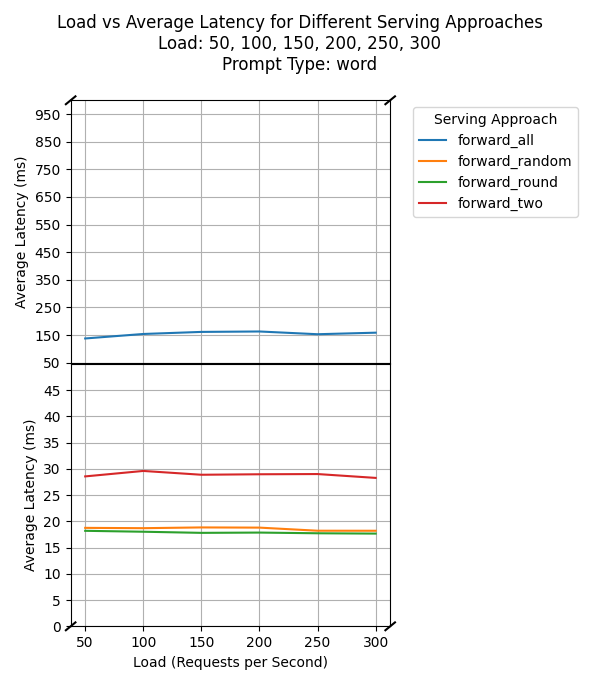 Load vs Average Latency for Different Serving Approaches
Load: 50, 100, 150, 200, 250, 300
Prompt Type: word
950
850
750
650
550
450
350
250
150
50
Average Latency (ms)
Serving Approach
forward_all
forward_random
forward_round
forward_two
45
40
35
30
25
20
15
10
5
0
Average Latency (ms)
50 100 150 200 250 300
Load (Requests per Second)